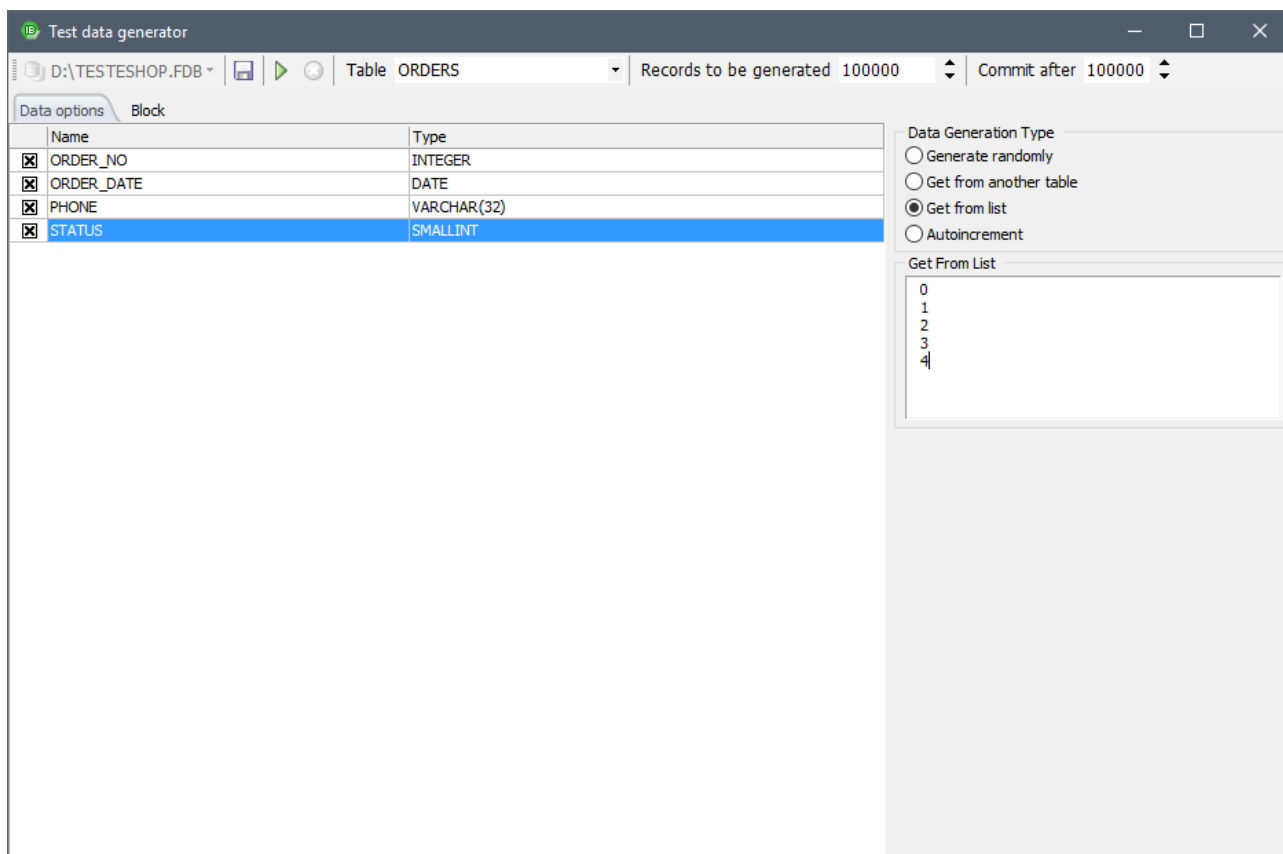 IB Test data generator
D:\TESTESHOP.FDB Table ORDERS Records to be generated 100000 Commit after 100000
Data options Block
Name Type
ORDER_NO INTEGER
ORDER_DATE DATE
PHONE VARCHAR(32)
STATUS SMALLINT
Data Generation Type
Generate randomly
Get from another table
Get from list
Autoincrement
Get From List
0
1
2
3
4